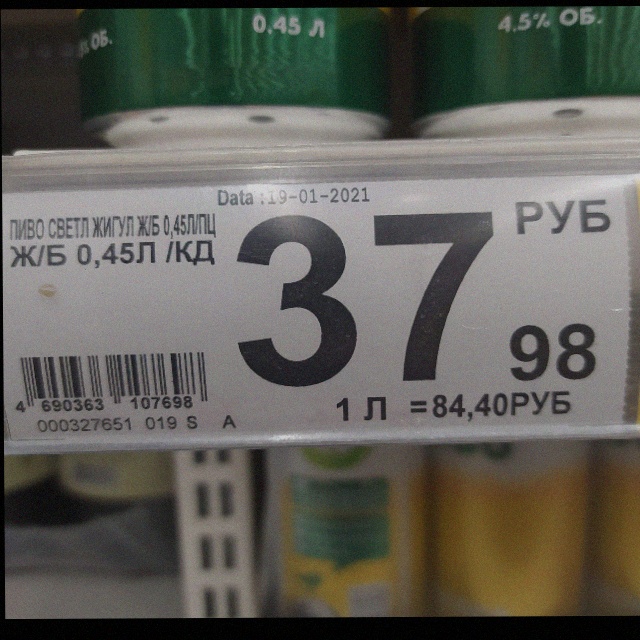 % ОБ.
0.45 Л
4.5% ОБ.
Data :19-01-2021
ПИВО СВЕТЛ ЖИГУЛ Ж/Б 0,45Л/ПЦ
Ж/Б 0,45Л /КД
37
РУБ
98
4 690363 107698
1 Л =84,40РУБ
000327651 019 S A